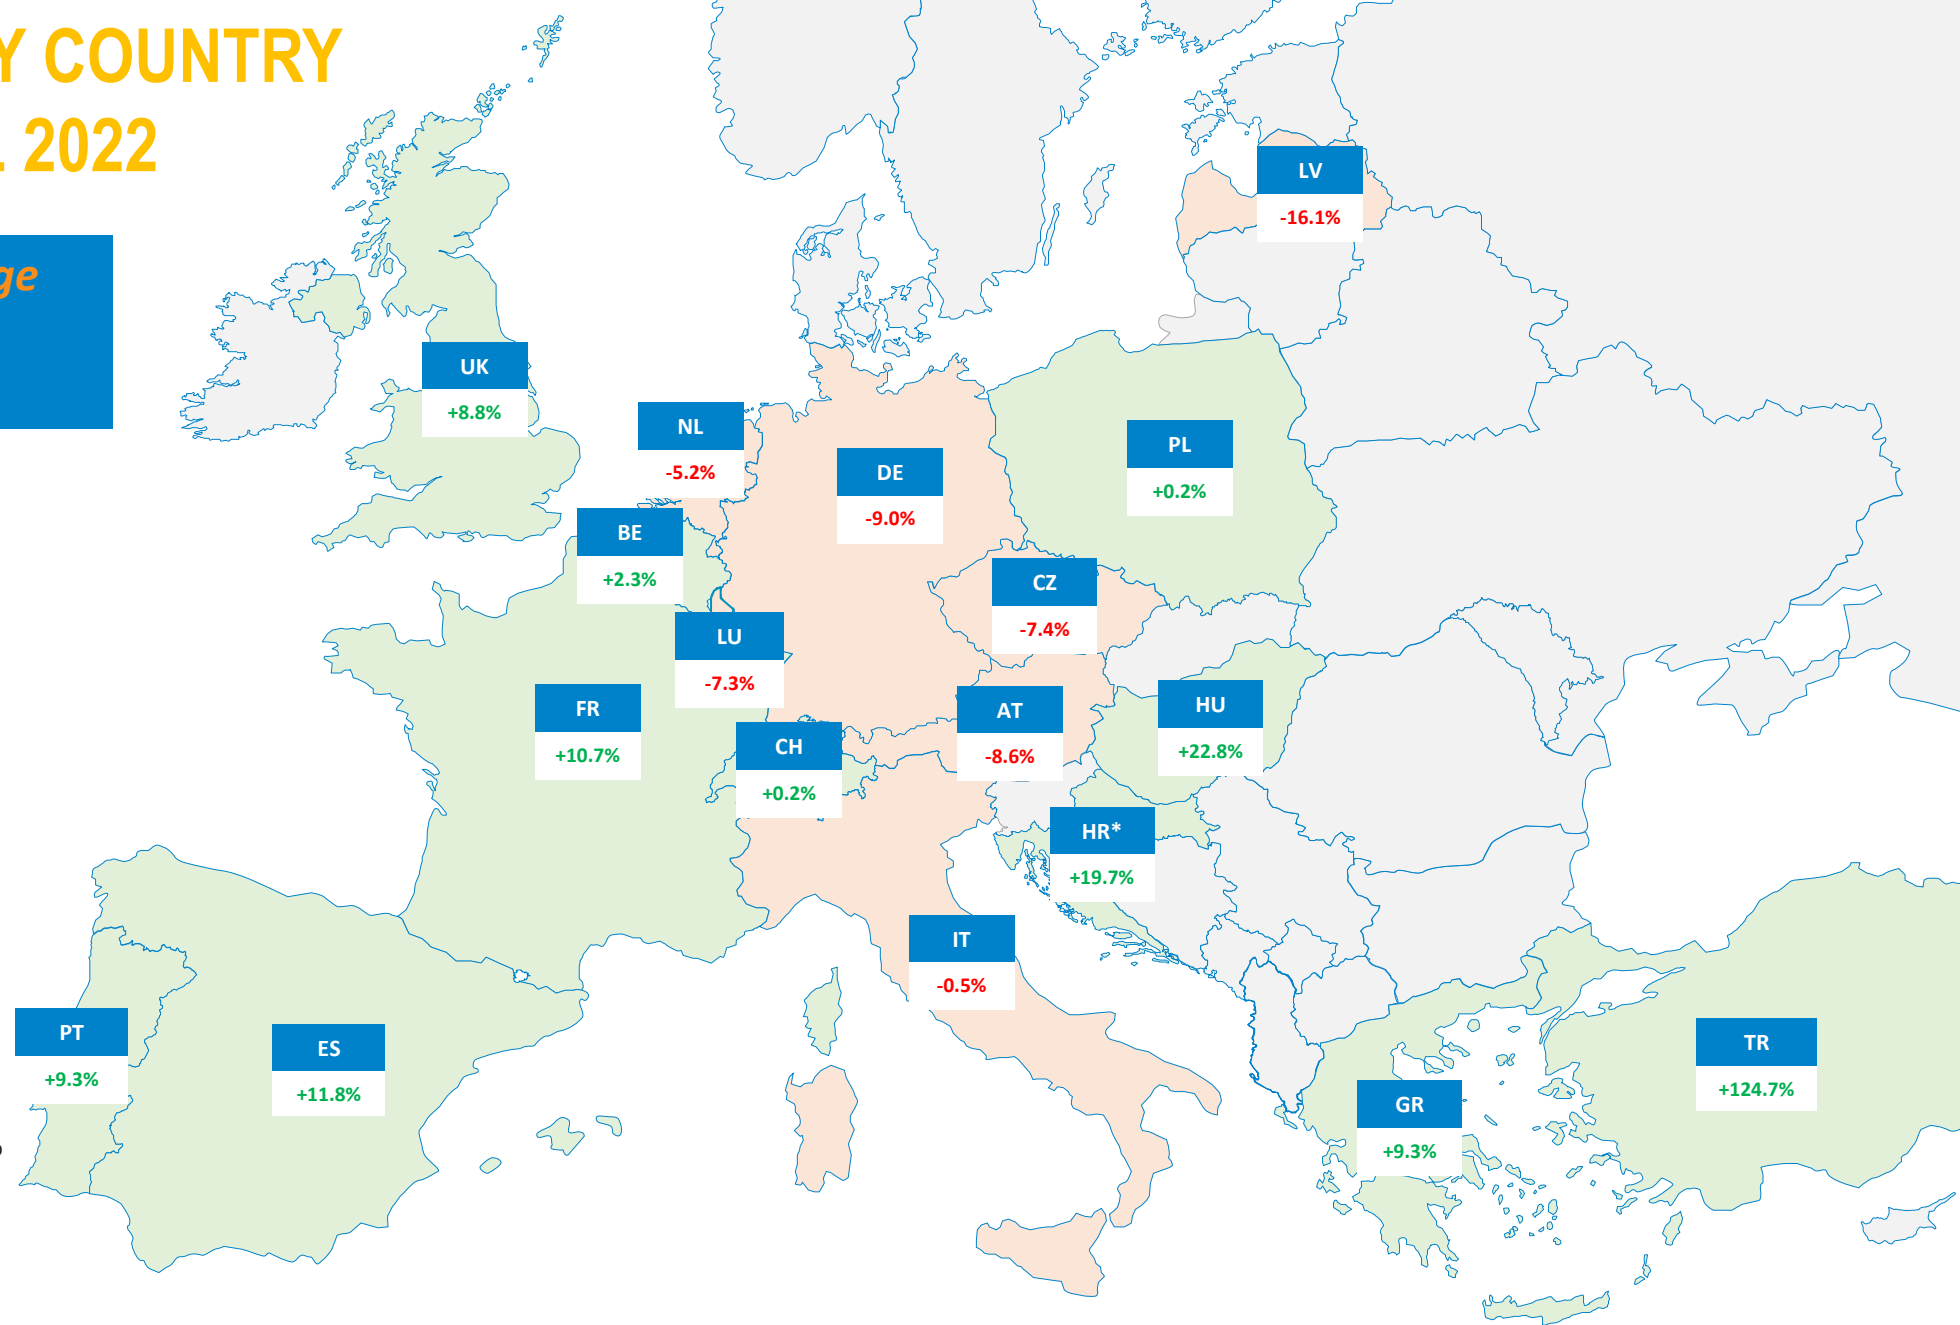 Y COUNTRY
2022
ge
LV
-16.1%
UK
+8.8%
NL
-5.2%
DE
-9.0%
PL
+0.2%
BE
+2.3%
CZ
-7.4%
LU
-7.3%
FR
+10.7%
AT
-8.6%
HU
+22.8%
CH
+0.2%
HR*
+19.7%
IT
-0.5%
PT
+9.3%
ES
+11.8%
TR
+124.7%
GR
+9.3%